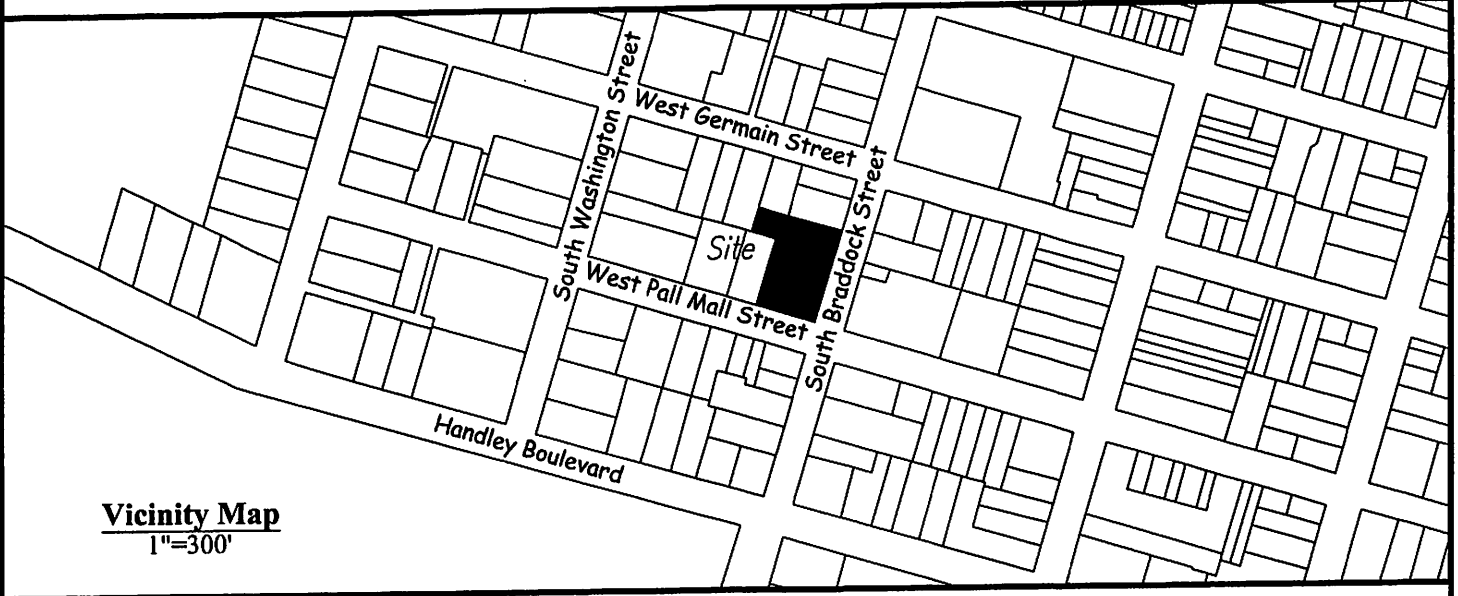 South Washington Street
West Germain Street
South Braddock Street
Site
West Pall Mall Street
Handley Boulevard
Vicinity Map
1"=300'